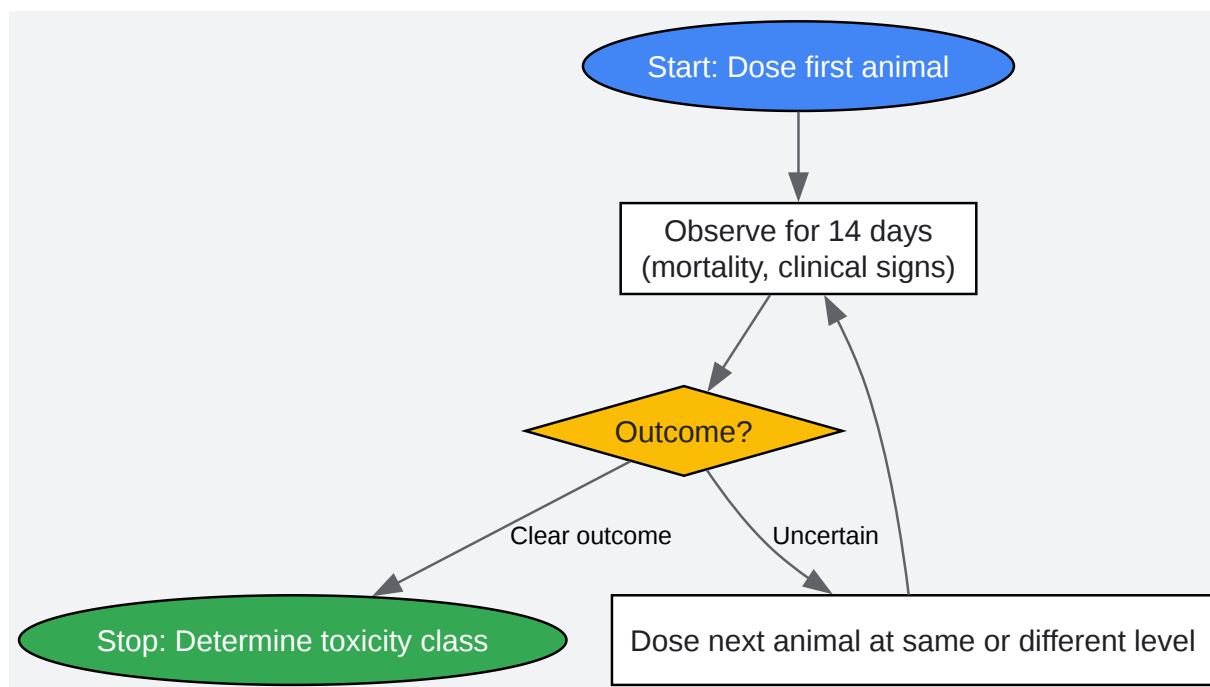 Start: Dose first animal
Observe for 14 days
(mortality, clinical signs)
Outcome?
Clear outcome
Uncertain
Stop: Determine toxicity class
Dose next animal at same or different level